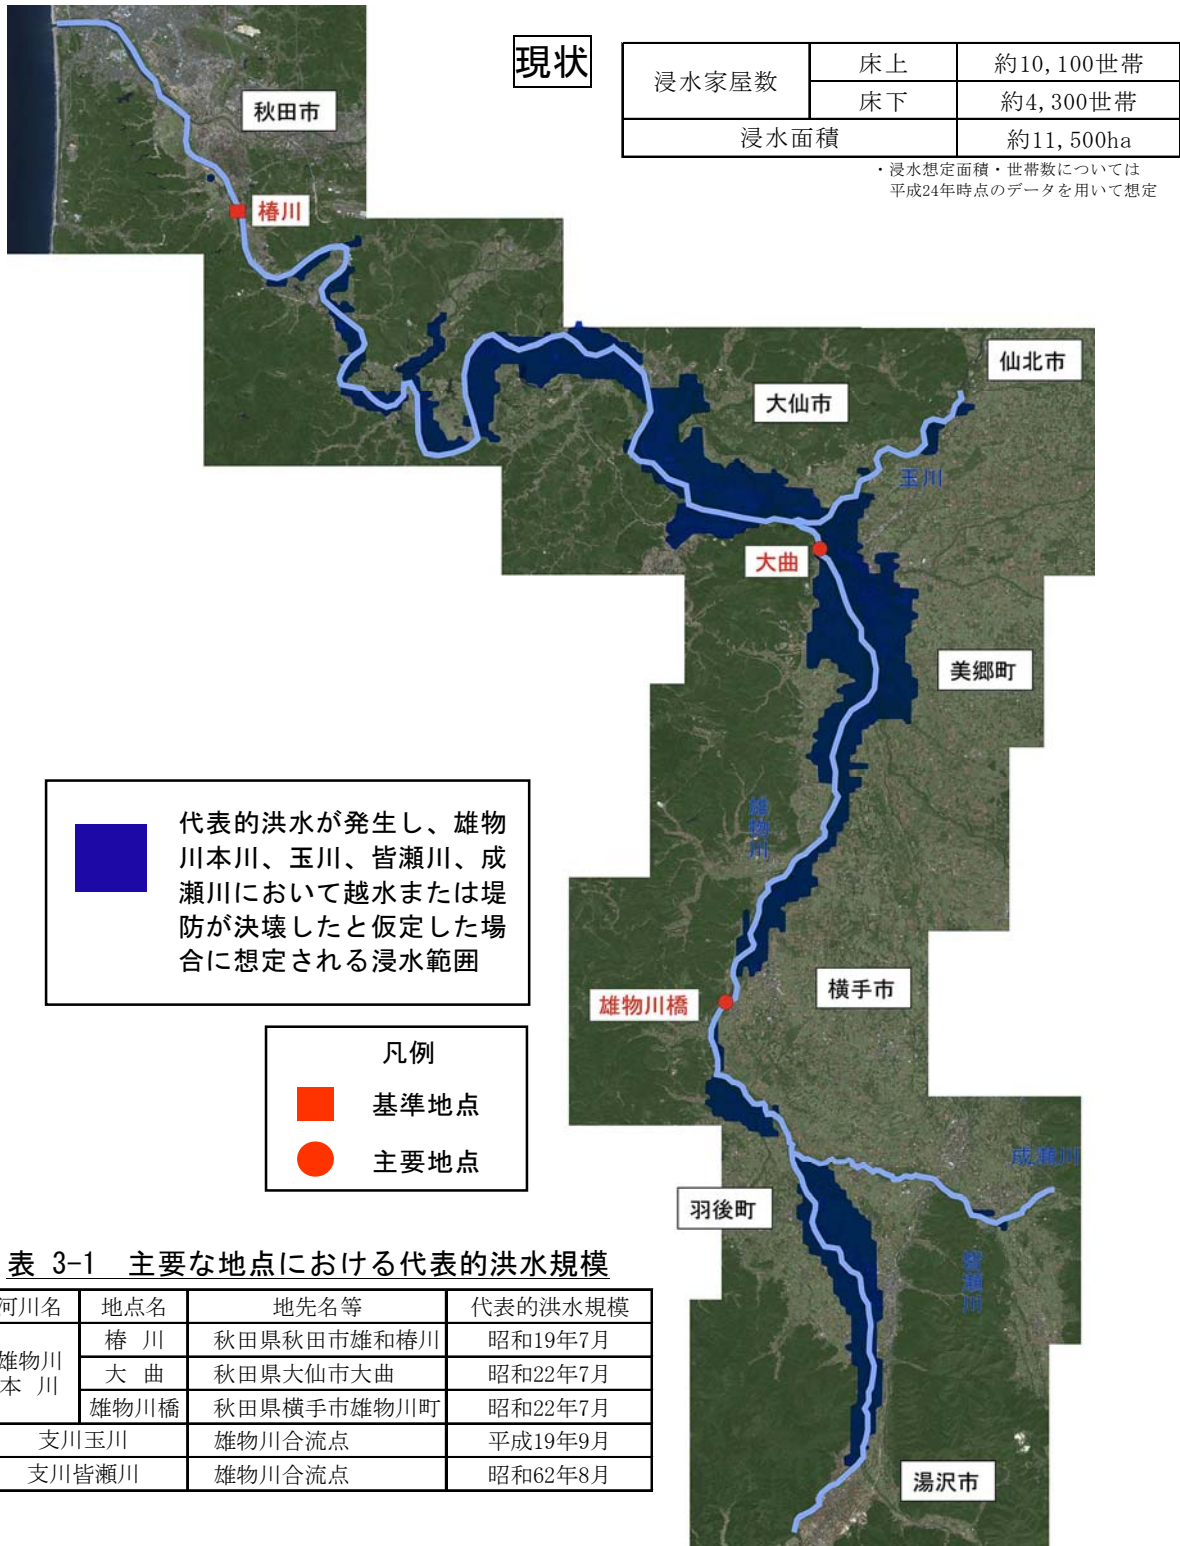 現状
浸水家屋数 床上 約10,100世帯
床下 約4,300世帯
浸水面積 約11,500ha
・浸水想定面積・世帯数については
平成24年時点のデータを用いて想定
秋田市
椿川
仙北市
大仙市
玉川
大曲
美郷町
雄物川
代表的洪水が発生し、雄物
川本川、玉川、皆瀬川、成
瀬川において越水または堤
防が決壊したと仮定した場
合に想定される浸水範囲
横手市
雄物川橋
凡例
基準地点
主要地点
成瀬川
羽後町
皆瀬川
湯沢市
表 3-1 主要な地点における代表的洪水規模
河川名 地点名 地先名等 代表的洪水規模
雄物川
本 川
椿 川 秋田県秋田市雄和椿川 昭和19年7月
大 曲 秋田県大仙市大曲 昭和22年7月
雄物川橋 秋田県横手市雄物川町 昭和22年7月
支川玉川 雄物川合流点 平成19年9月
支川皆瀬川 雄物川合流点 昭和62年8月